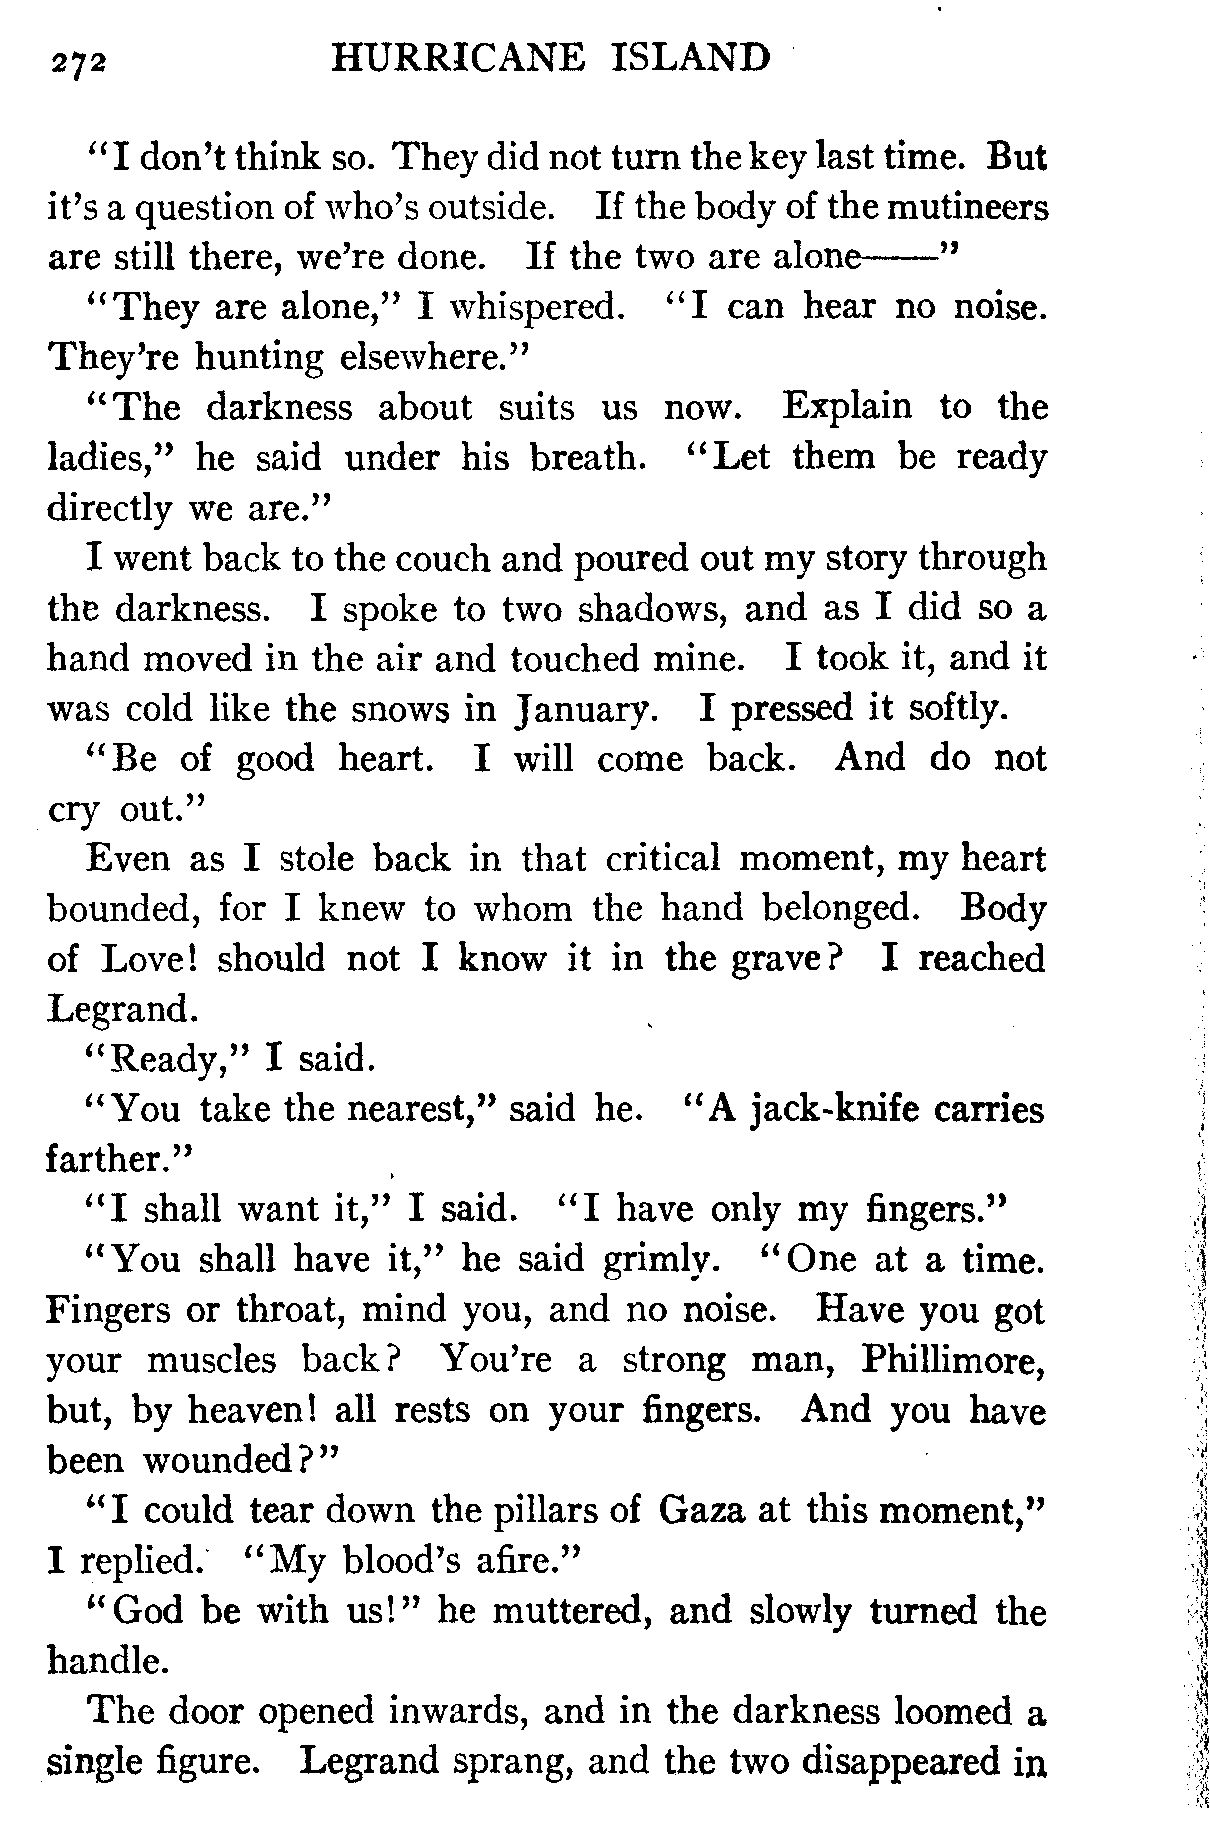 272 HURRICANE ISLAND
“I don’t think so. They did not turn the key last time. But
it’s a question of who’s outside. If the body of the mutineers
are still there, we’re done. If the two are alone——”
“They are alone,” I whispered. “I can hear no noise.
They’re hunting elsewhere.”
“The darkness about suits us now. Explain to the
ladies,” he said under his breath. “Let them be ready
directly we are.”
I went back to the couch and poured out my story through
the darkness. I spoke to two shadows, and as I did so a
hand moved in the air and touched mine. I took it, and it
was cold like the snows in January. I pressed it softly.
“Be of good heart. I will come back. And do not
cry out.”
Even as I stole back in that critical moment, my heart
bounded, for I knew to whom the hand belonged. Body
of Love! should not I know it in the grave? I reached
Legrand.
“Ready,” I said.
“You take the nearest,” said he. “A jack-knife carries
farther.”
“I shall want it,” I said. “I have only my fingers.”
“You shall have it,” he said grimly. “One at a time.
Fingers or throat, mind you, and no noise. Have you got
your muscles back? You’re a strong man, Phillimore,
but, by heaven! all rests on your fingers. And you have
been wounded?”
“I could tear down the pillars of Gaza at this moment,”
I replied. “My blood’s afire.”
“God be with us!” he muttered, and slowly turned the
handle.
The door opened inwards, and in the darkness loomed a
single figure. Legrand sprang, and the two disappeared in